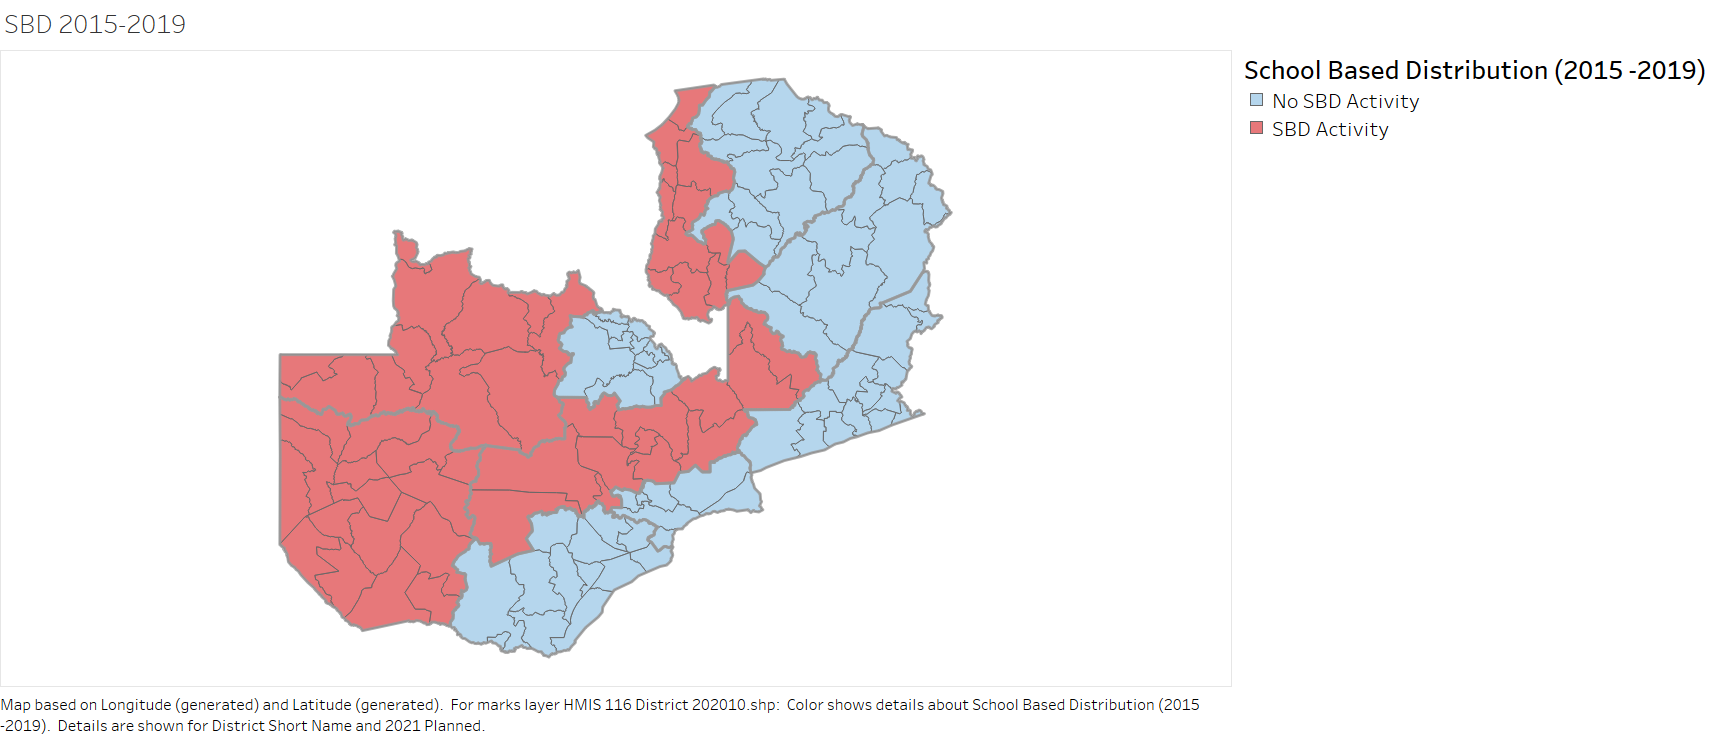 SBD 2015-2019
School Based Distribution (2015 -2019)
No SBD Activity
SBD Activity
Map based on Longitude (generated) and Latitude (generated).  For marks layer HMIS 116 District 202010.shp:  Color shows details about School Based Distribution (2015
-2019).  Details are shown for District Short Name and 2021 Planned.